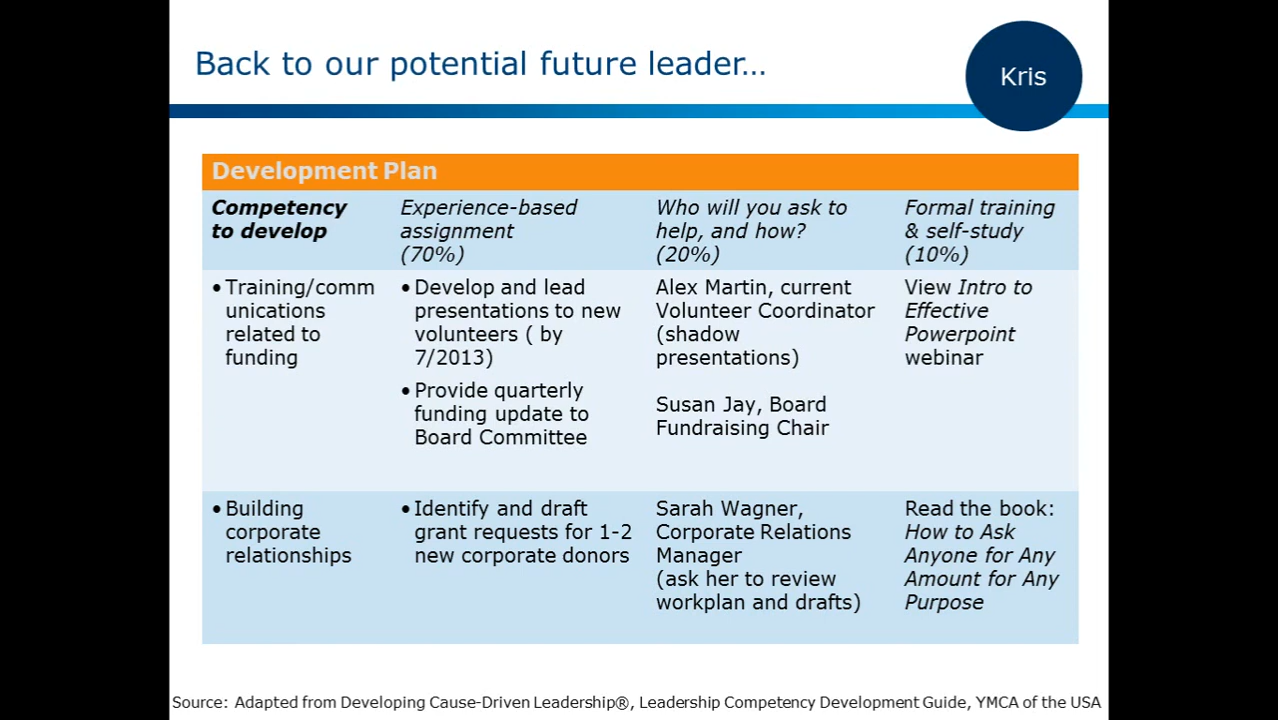 Back to our potential future leader...
Kris
Development Plan
Competency
to develop
Experience-based
assignment
(70%)
Who will you ask to
help, and how?
(20%)
Formal training
& self-study
(10%)
• Training/comm
unications
related to
funding
• Develop and lead
presentations to new
volunteers ( by
7/2013)
• Provide quarterly
funding update to
Board Committee
Alex Martin, current
Volunteer Coordinator
(shadow
presentations)
Susan Jay, Board
Fundraising Chair
View Intro to
Effective
Powerpoint
webinar
• Building
corporate
relationships
• Identify and draft
grant requests for 1-2
new corporate donors
Sarah Wagner,
Corporate Relations
Manager
(ask her to review
workplan and drafts)
Read the book:
How to Ask
Anyone for Any
Amount for Any
Purpose
Source: Adapted from Developing Cause-Driven Leadership®, Leadership Competency Development Guide, YMCA of the USA